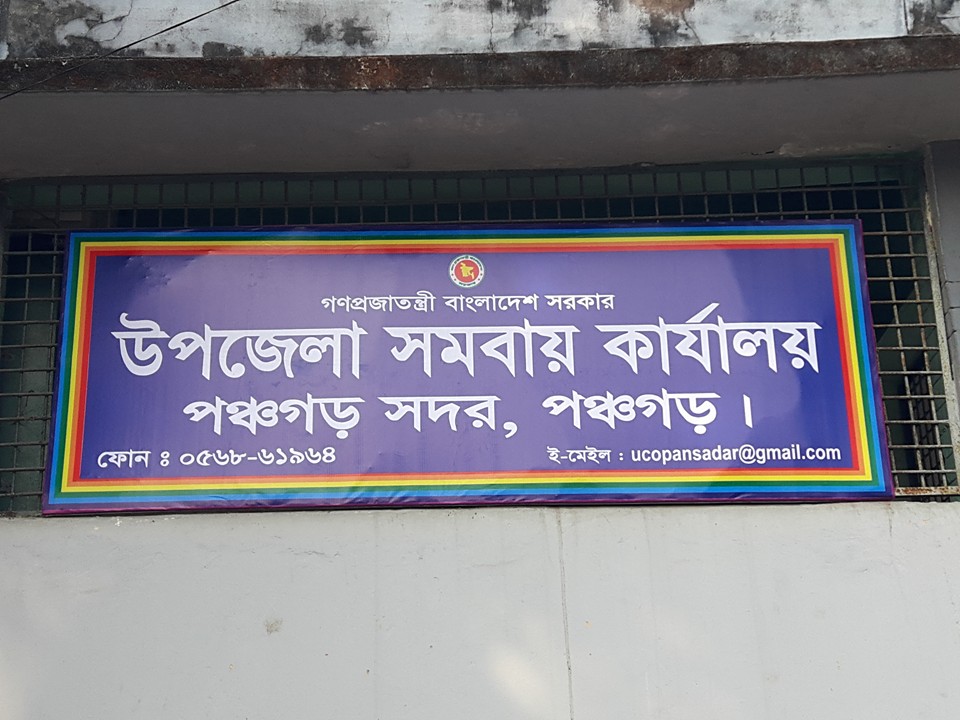 গণপ্রজাতন্ত্রী বাংলাদেশ সরকার
উপজেলা সমবায় কার্যালয়
পঞ্চগড় সদর, পঞ্চগড়।
ফোন ঃ ০৫৬৮-৬১৯৬৪
ই-মেইল : ucopansadar@gmail.com